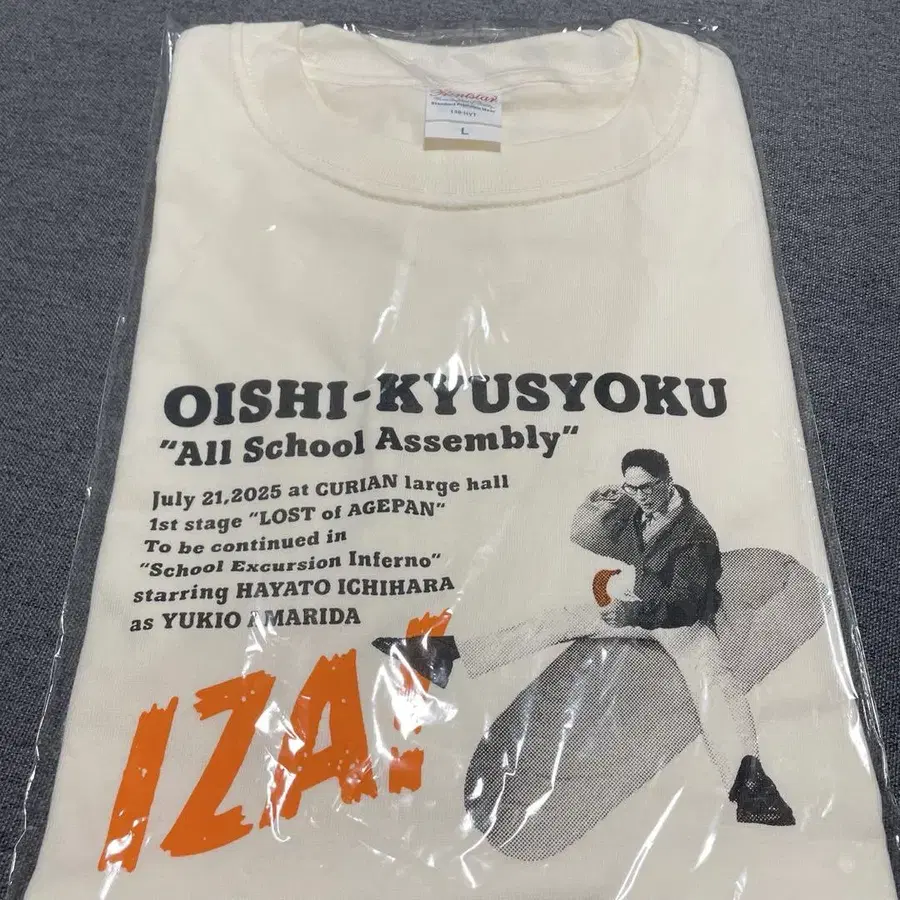 L
OISHI-KYUSYOKU
"All School Assembly"
July 21,2025 at CURIAN large hall
1st stage "LOST of AGEPAN"
To be continued in
"School Excursion Inferno"
starring HAYATO ICHIHARA
as YUKIO AMARIDA
IZA!